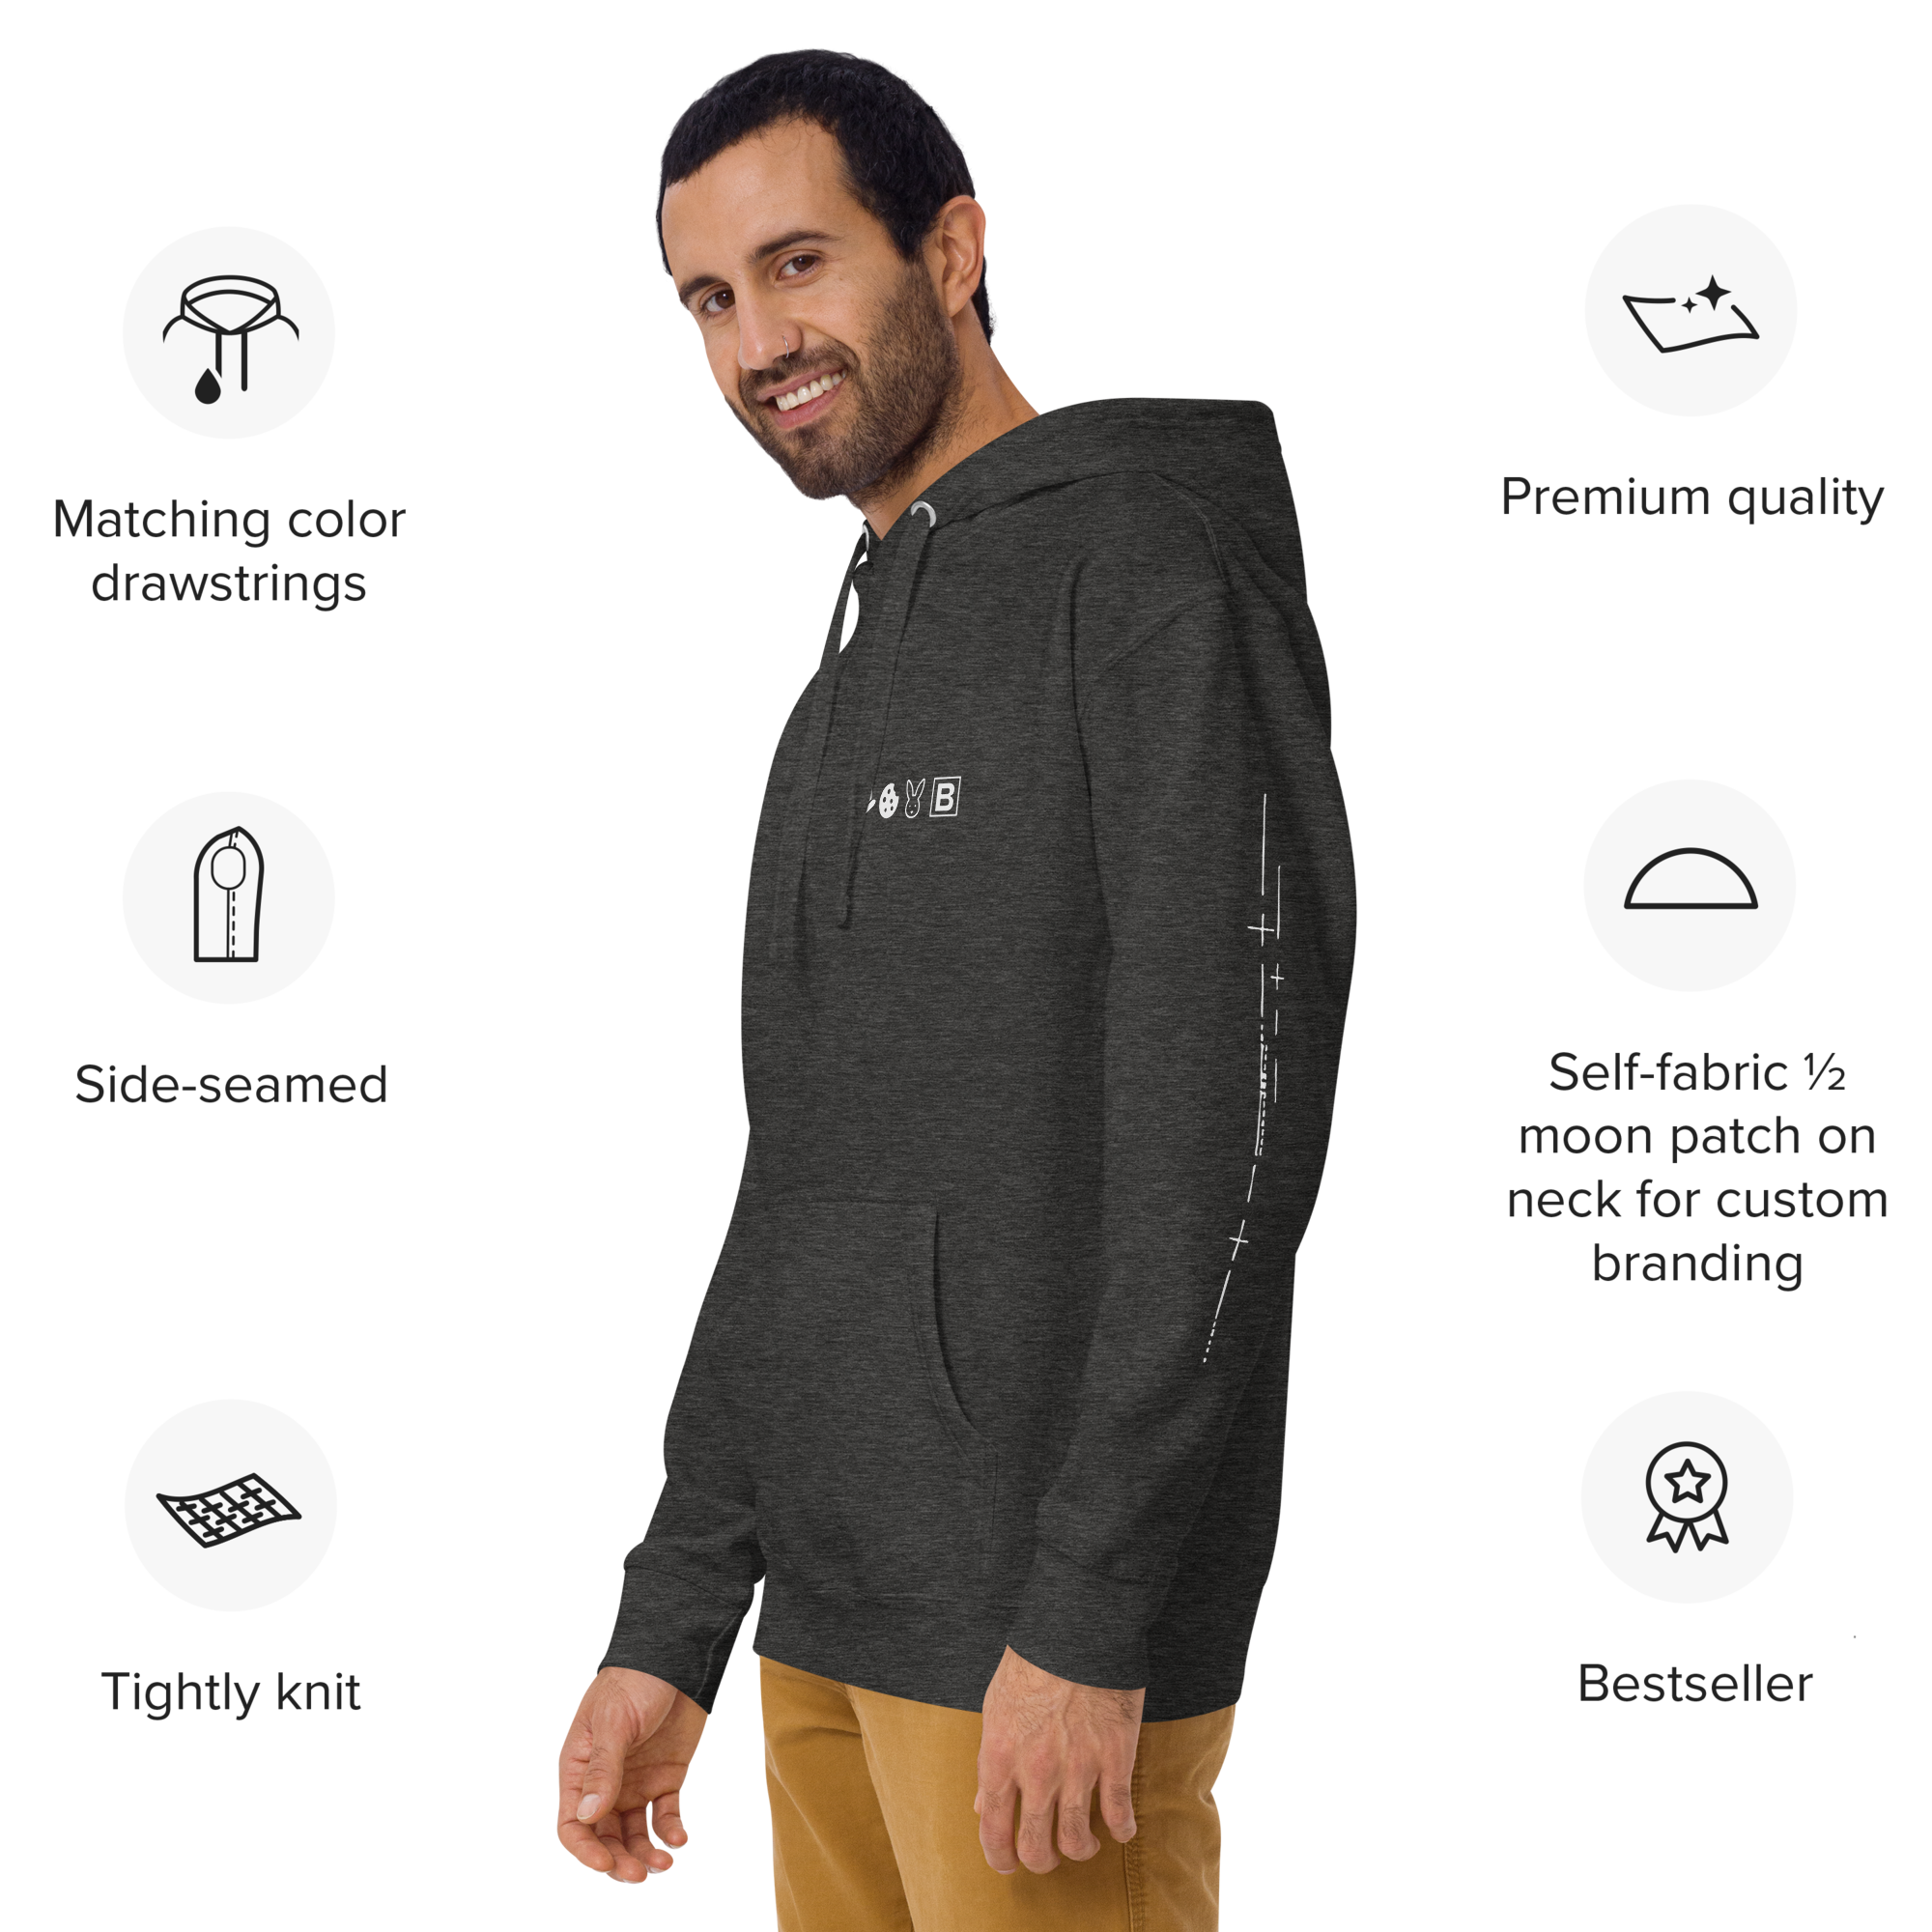 Matching color
drawstrings
Side-seamed
Tightly knit
B
Premium quality
Self-fabric ½
moon patch on
neck for custom
branding
Bestseller